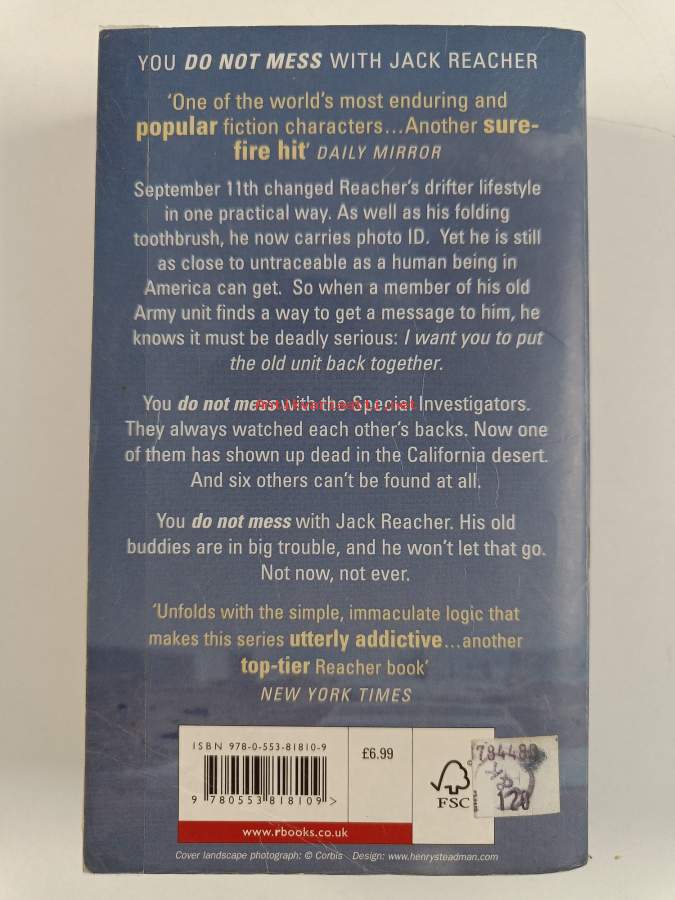 YOU DO NOT MESS WITH JACK REACHER
‘One of the world’s most enduring and
popular fiction characters...Another sure-
fire hit’ DAILY MIRROR
September 11th changed Reacher’s drifter lifestyle
in one practical way. As well as his folding
toothbrush, he now carries photo ID. Yet he is still
as close to untraceable as a human being in
America can get. So when a member of his old
Army unit finds a way to get a message to him, he
knows it must be deadly serious: I want you to put
the old unit back together.
You do not mess with the Special Investigators.
They always watched each other’s backs. Now one
of them has shown up dead in the California desert.
And six others can’t be found at all.
You do not mess with Jack Reacher. His old
buddies are in big trouble, and he won’t let that go.
Not now, not ever.
‘Unfolds with the simple, immaculate logic that
makes this series utterly addictive...another
top-tier Reacher book’
NEW YORK TIMES
ISBN 978-0-553-81810-9
£6.99
9 780553 818109 >
FSC
120
www.rbooks.co.uk
Cover landscape photograph: © Corbis Design: www.henrysteadman.com